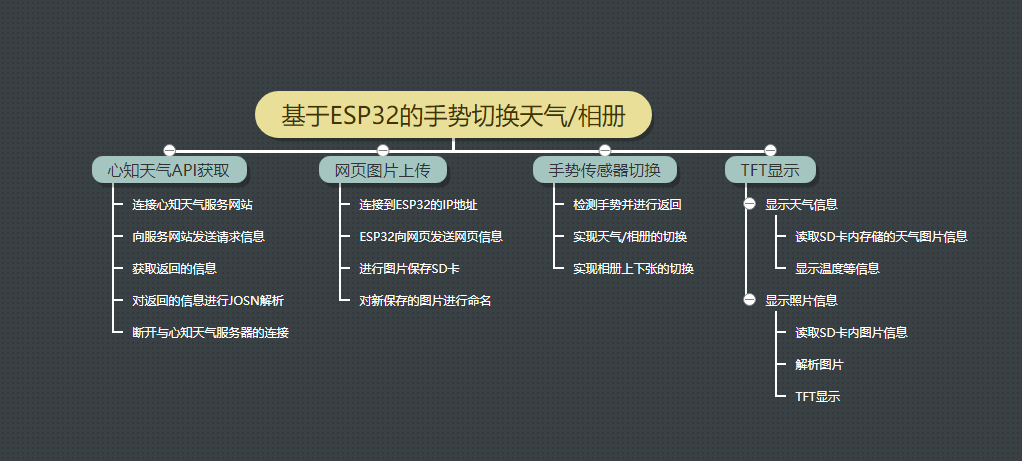 基于ESP32的手势切换天气/相册
心知天气API获取
连接心知天气服务网站
向服务网站发送请求信息
获取返回的信息
对返回的信息进行JOSN解析
断开与心知天气服务器的连接
网页图片上传
连接到ESP32的IP地址
ESP32向网页发送网页信息
进行图片保存SD卡
对新保存的图片进行命名
手势传感器切换
检测手势并进行返回
实现天气/相册的切换
实现相册上下张的切换
TFT显示
显示天气信息
读取SD卡内存储的天气图片信息
显示温度等信息
显示照片信息
读取SD卡内图片信息
解析图片
TFT显示